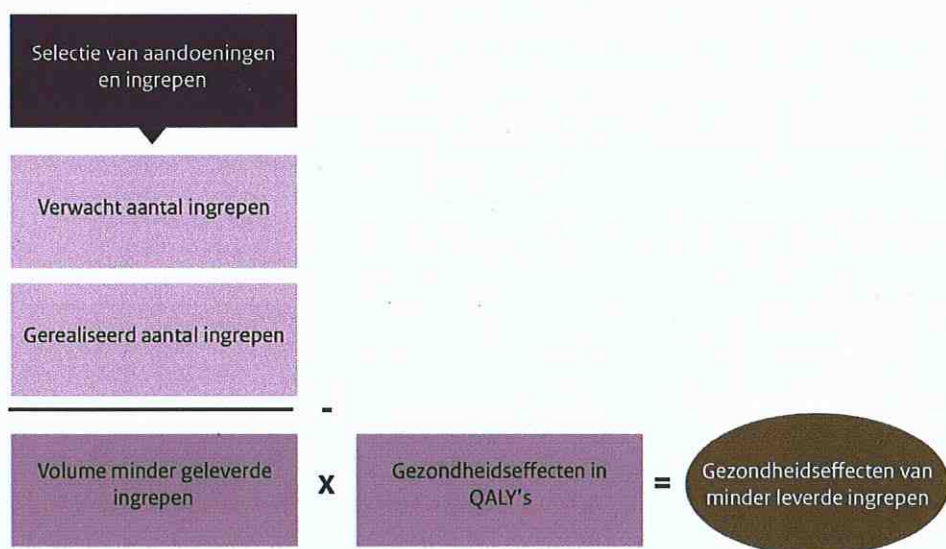 Selectie van aandoeningen
en ingrepen
Verwacht aantal ingrepen
Gerealiseerd aantal ingrepen
-
Volume minder geleverde
ingrepen
x
Gezondheidseffecten in
QALY's
=
Gezondheidseffecten van
minder leverde ingrepen